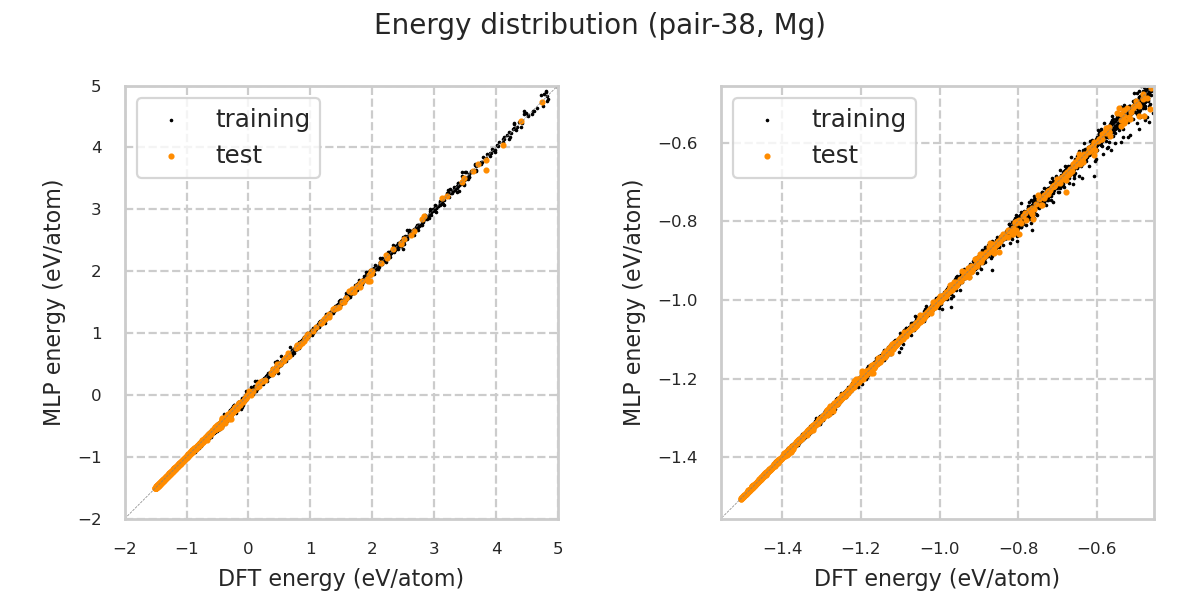 Energy distribution (pair-38, Mg)
MLP energy (eV/atom)
5
4
3
2
1
0
−1
−2
training
test
−2
−1
0
1
2
3
4
5
DFT energy (eV/atom)
MLP energy (eV/atom)
−0.6
−0.8
−1.0
−1.2
−1.4
training
test
−1.4
−1.2
−1.0
−0.8
−0.6
DFT energy (eV/atom)